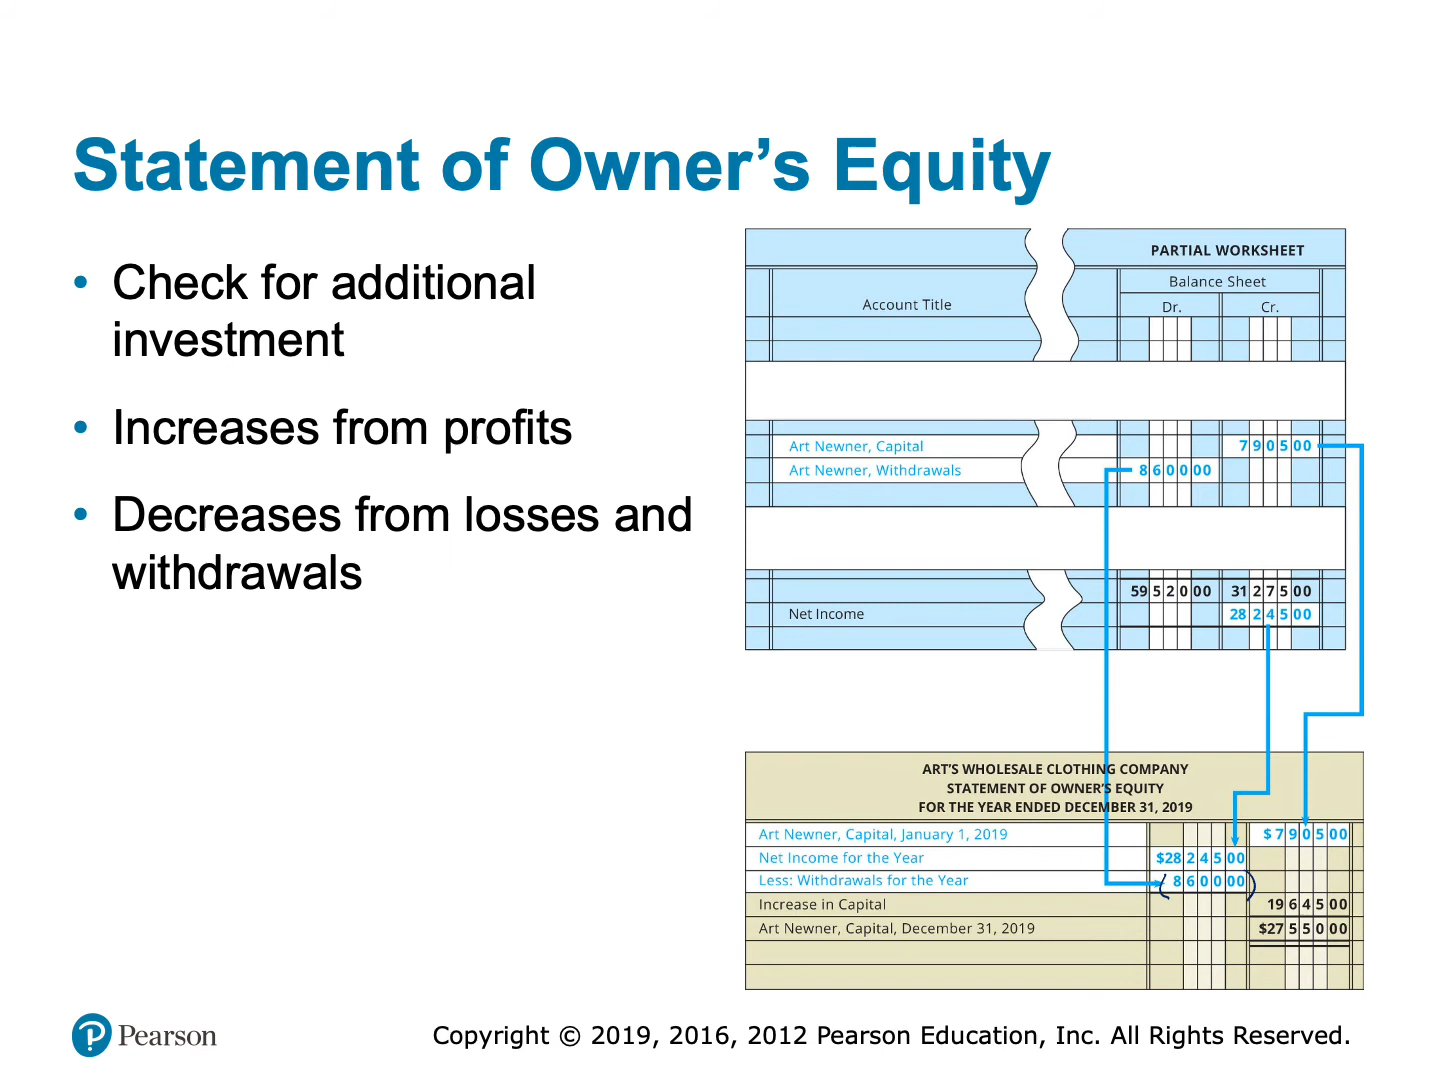 Statement of Owner’s Equity
• Check for additional
investment
• Increases from profits
• Decreases from losses and
withdrawals
PARTIAL WORKSHEET
Balance Sheet
Account Title
Dr. Cr.
Art Newner, Capital 7 9 0 5 00
Art Newner, Withdrawals 8 6 0 0 00
59 5 2 0 00 31 2 7 5 00
Net Income 28 2 4 5 00
ART’S WHOLESALE CLOTHING COMPANY
STATEMENT OF OWNER’S EQUITY
FOR THE YEAR ENDED DECEMBER 31, 2019
Art Newner, Capital, January 1, 2019 $ 7 9 0 5 00
Net Income for the Year $28 2 4 5 00
Less: Withdrawals for the Year ( 8 6 0 0 00 )
Increase in Capital 19 6 4 5 00
Art Newner, Capital, December 31, 2019 $27 5 5 0 00
P Pearson
Copyright © 2019, 2016, 2012 Pearson Education, Inc. All Rights Reserved.